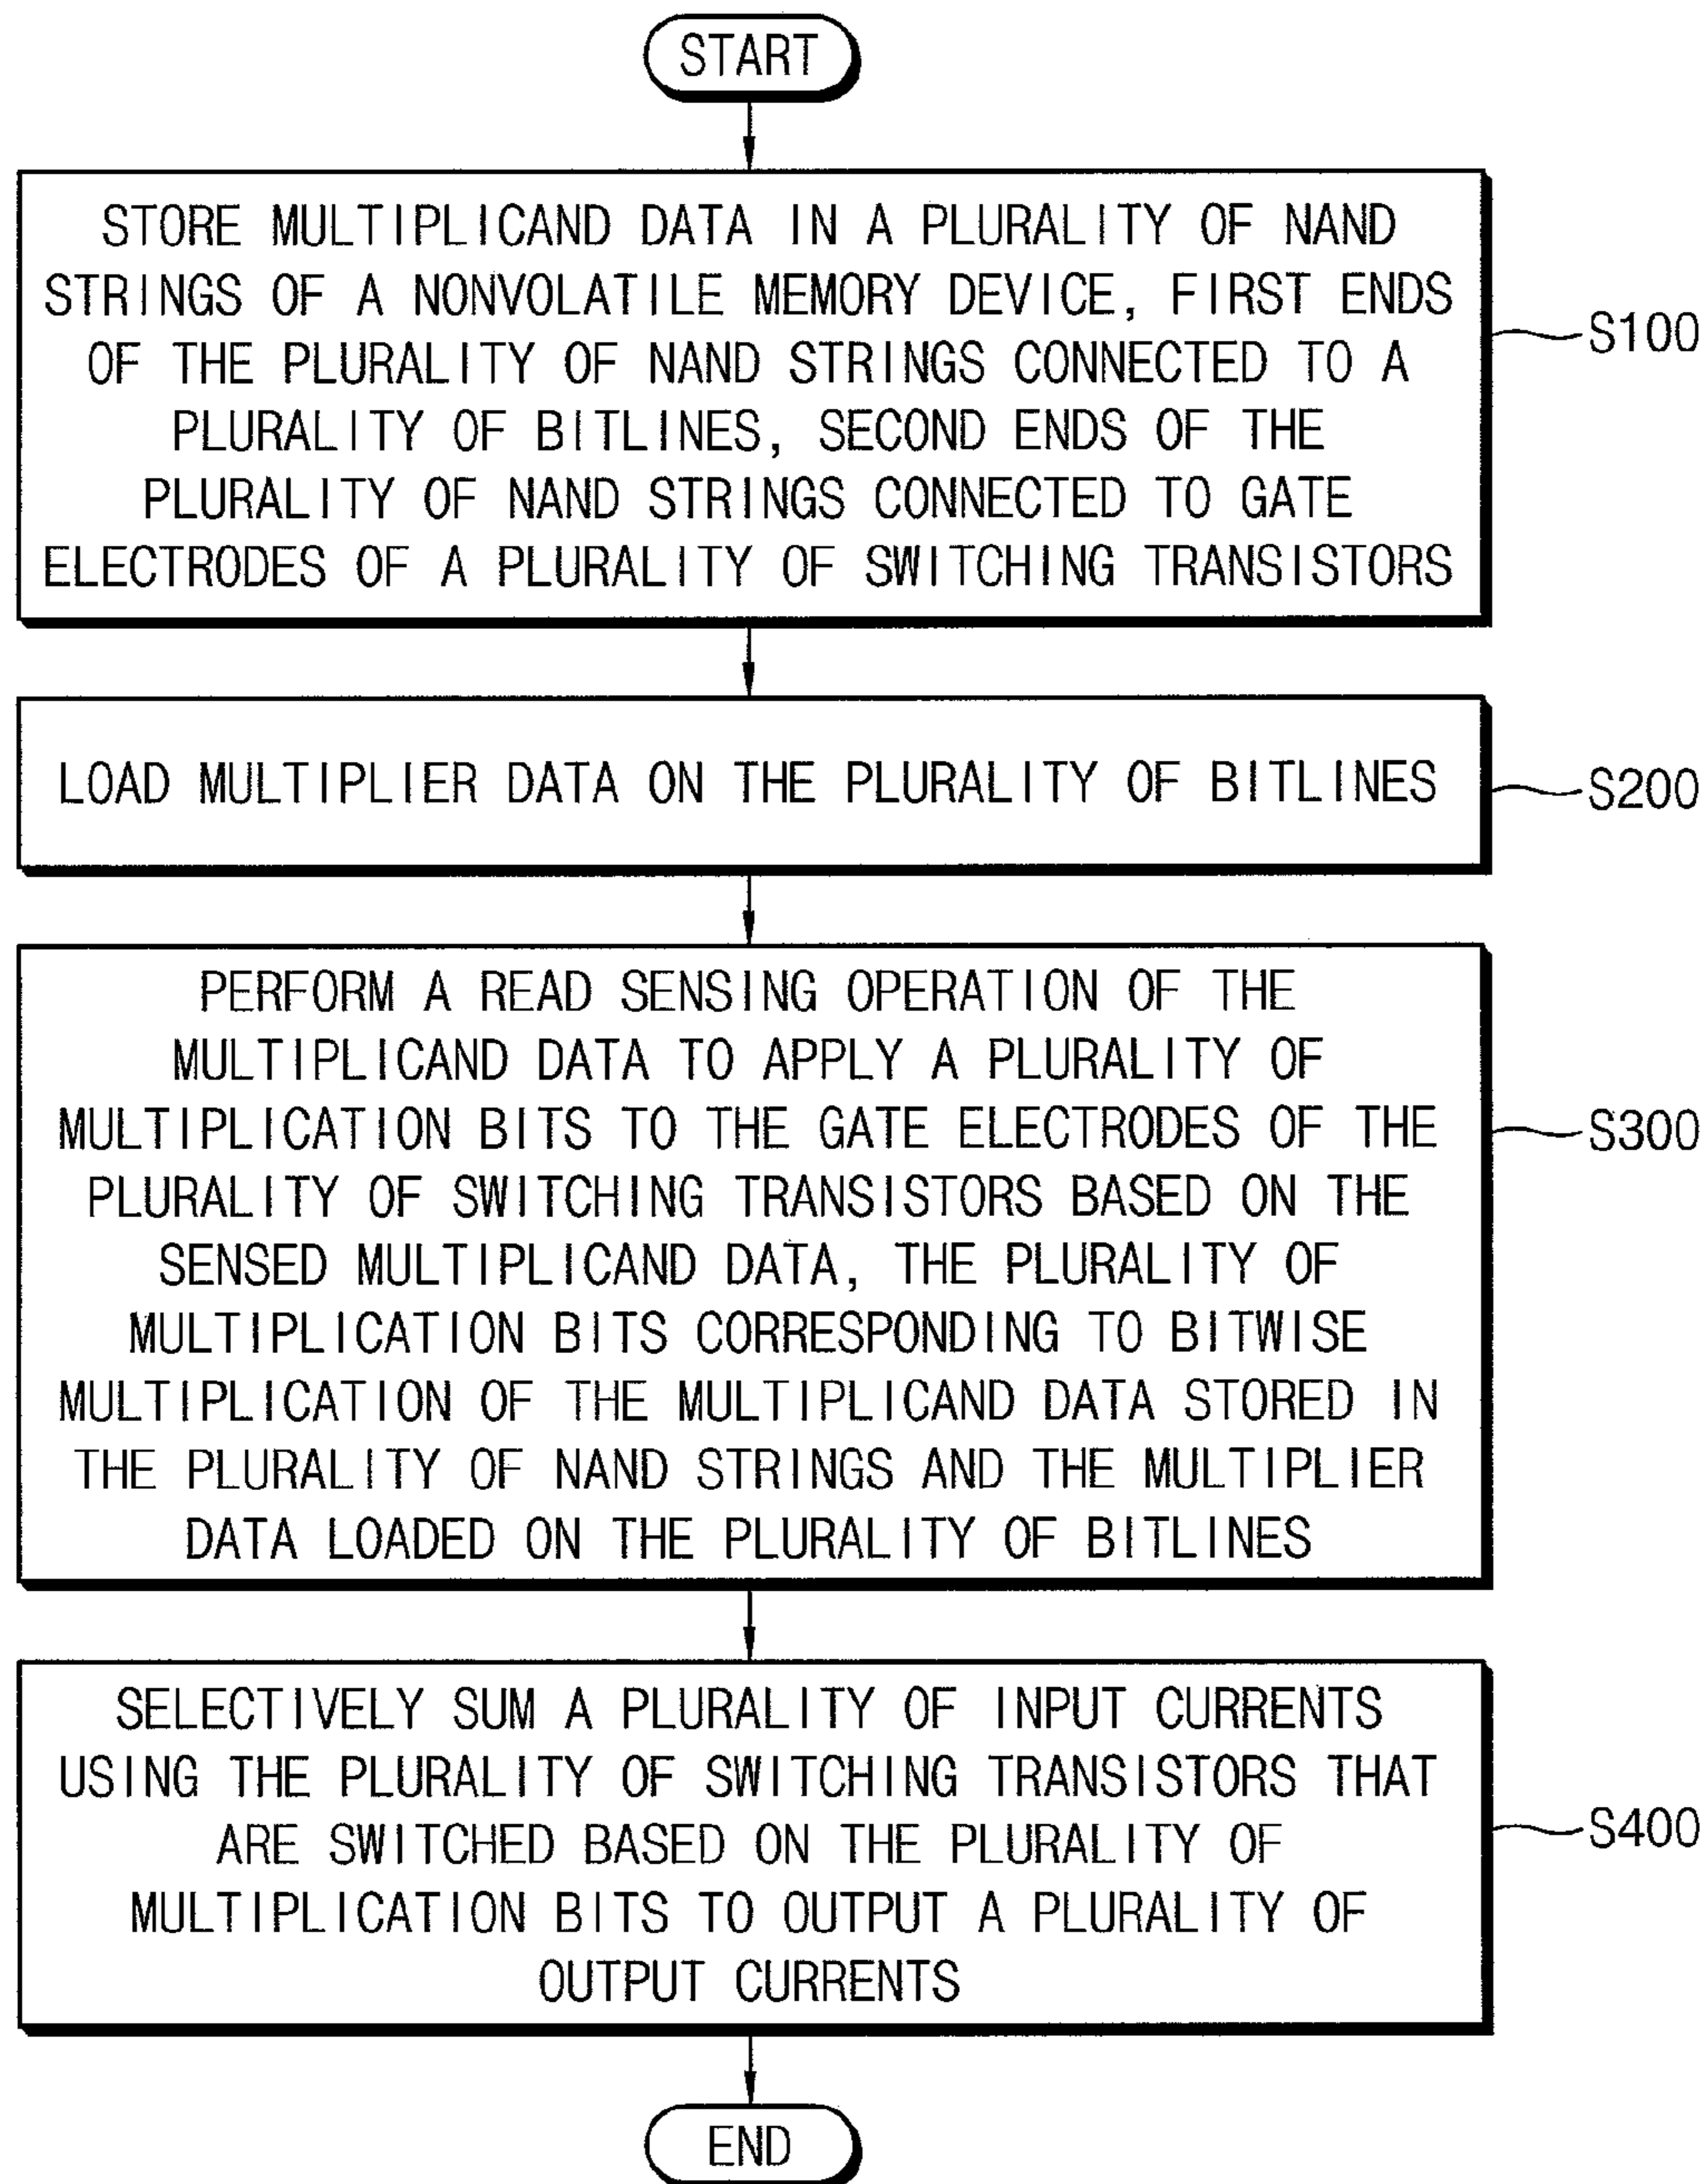 START
STORE MULTIPLICAND DATA IN A PLURALITY OF NAND
STRINGS OF A NONVOLATILE MEMORY DEVICE, FIRST ENDS
OF THE PLURALITY OF NAND STRINGS CONNECTED TO A
PLURALITY OF BITLINES, SECOND ENDS OF THE
PLURALITY OF NAND STRINGS CONNECTED TO GATE
ELECTRODES OF A PLURALITY OF SWITCHING TRANSISTORS
S100
LOAD MULTIPLIER DATA ON THE PLURALITY OF BITLINES
S200
PERFORM A READ SENSING OPERATION OF THE
MULTIPLICAND DATA TO APPLY A PLURALITY OF
MULTIPLICATION BITS TO THE GATE ELECTRODES OF THE
PLURALITY OF SWITCHING TRANSISTORS BASED ON THE
SENSED MULTIPLICAND DATA, THE PLURALITY OF
MULTIPLICATION BITS CORRESPONDING TO BITWISE
MULTIPLICATION OF THE MULTIPLICAND DATA STORED IN
THE PLURALITY OF NAND STRINGS AND THE MULTIPLIER
DATA LOADED ON THE PLURALITY OF BITLINES
S300
SELECTIVELY SUM A PLURALITY OF INPUT CURRENTS
USING THE PLURALITY OF SWITCHING TRANSISTORS THAT
ARE SWITCHED BASED ON THE PLURALITY OF
MULTIPLICATION BITS TO OUTPUT A PLURALITY OF
OUTPUT CURRENTS
S400
END